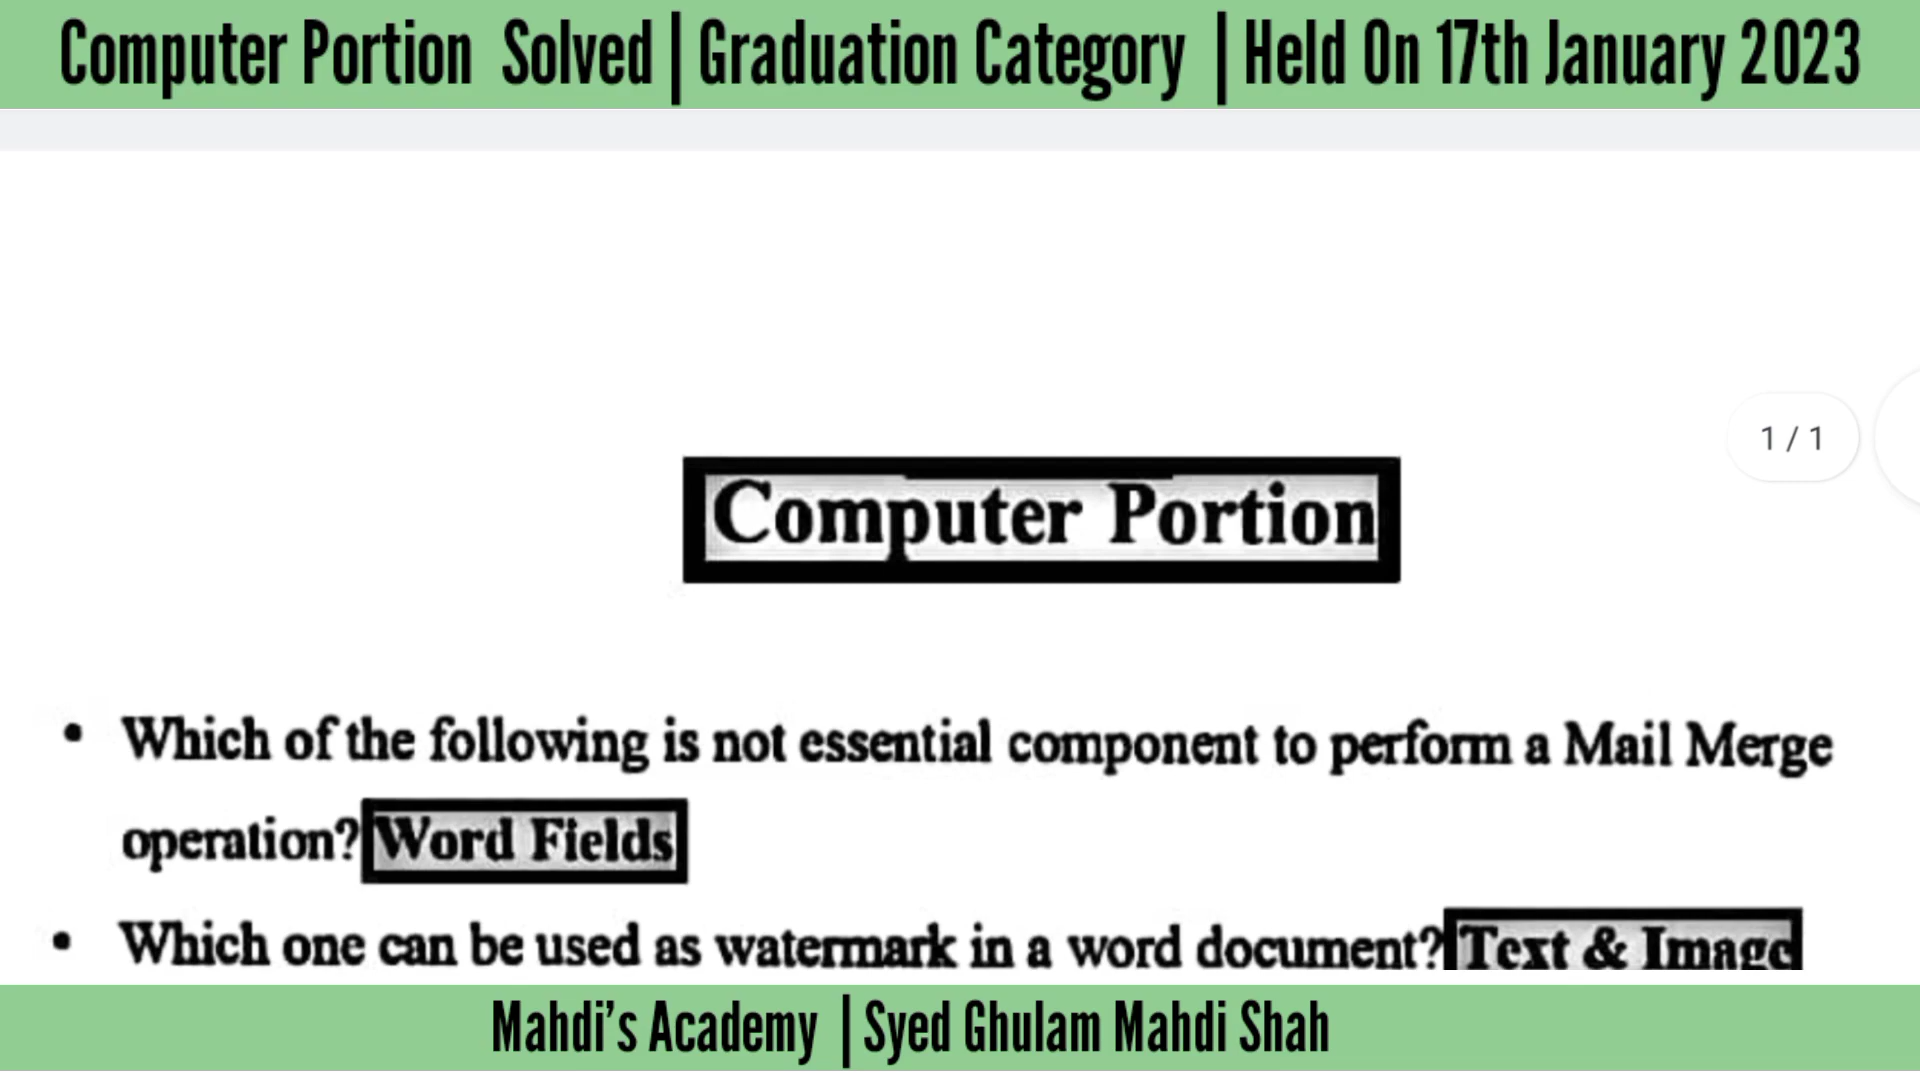 Computer Portion Solved | Graduation Category | Held On 17th January 2023
1 / 1
Computer Portion
• Which of the following is not essential component to perform a Mail Merge
operation? Word Fields
• Which one can be used as watermark in a word document? Text & Image
Mahdi's Academy | Syed Ghulam Mahdi Shah